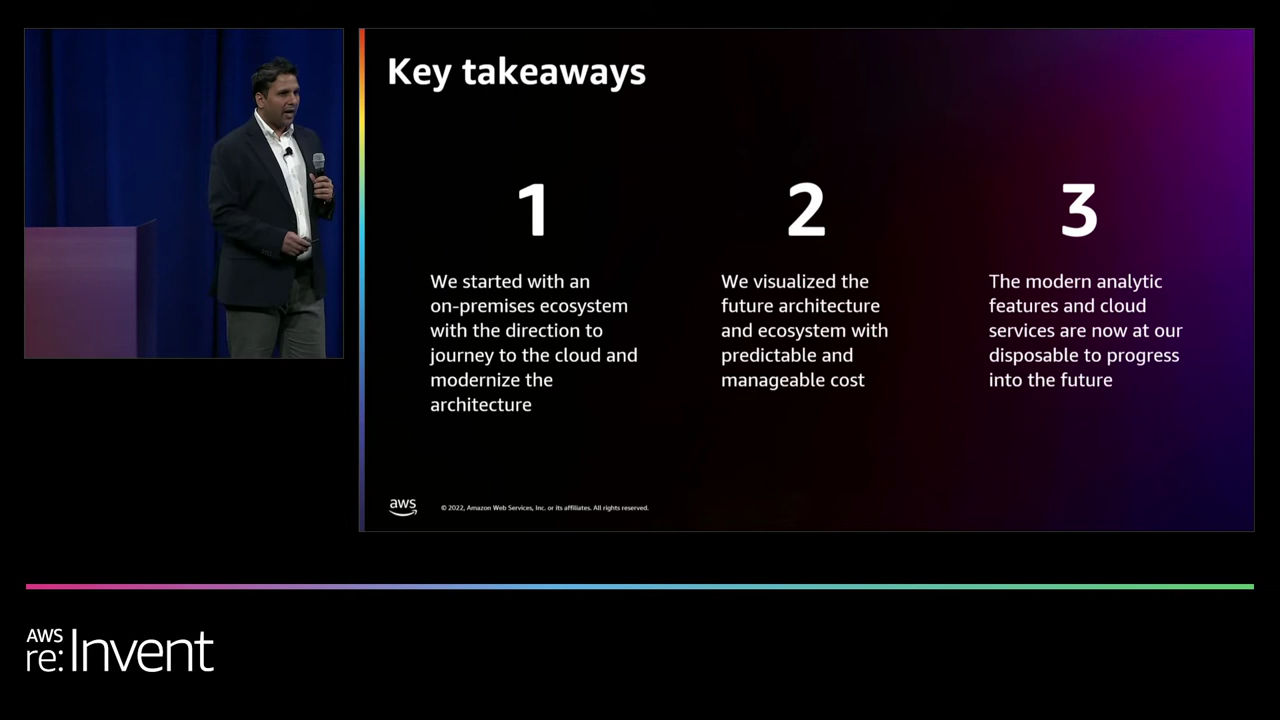 Key takeaways
1
We started with an
on-premises ecosystem
with the direction to
journey to the cloud and
modernize the
architecture
2
We visualized the
future architecture
and ecosystem with
predictable and
manageable cost
3
The modern analytic
features and cloud
services are now at our
disposable to progress
into the future
aws
© 2022, Amazon Web Services, Inc. or its affiliates. All rights reserved.
AWS
re:Invent